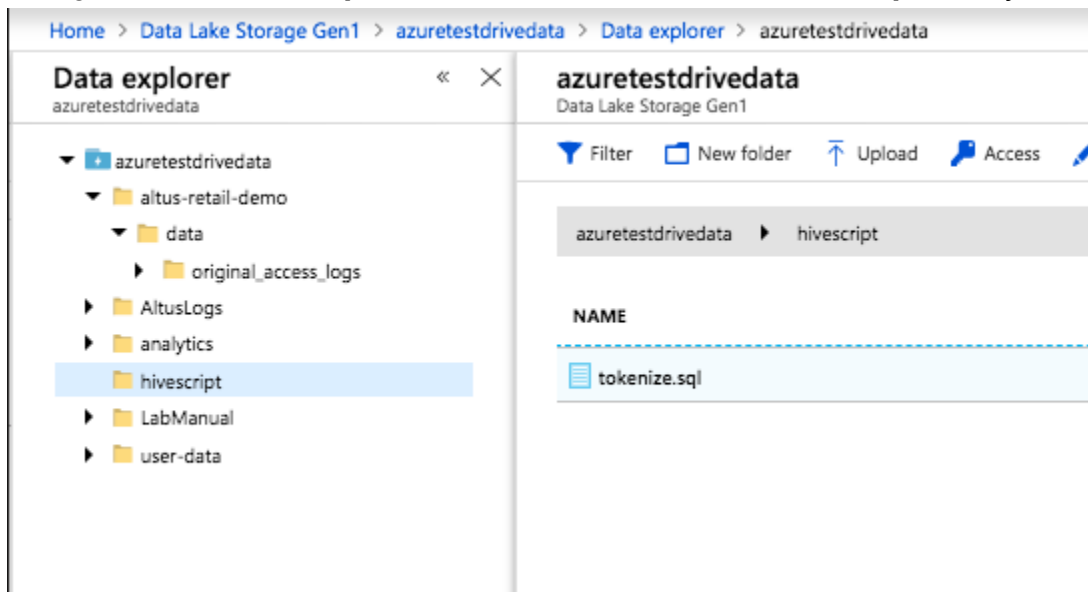 Home > Data Lake Storage Gen1 > azuretestdrivedata > Data explorer > azuretestdrivedata
Data explorer
azuretestdrivedata
azuretestdrivedata
altus-retail-demo
data
original_access_logs
AltusLogs
analytics
hivescript
LabManual
user-data
azuretestdrivedata
Data Lake Storage Gen1
Filter New folder Upload Access
azuretestdrivedata hivescript
NAME
tokenize.sql